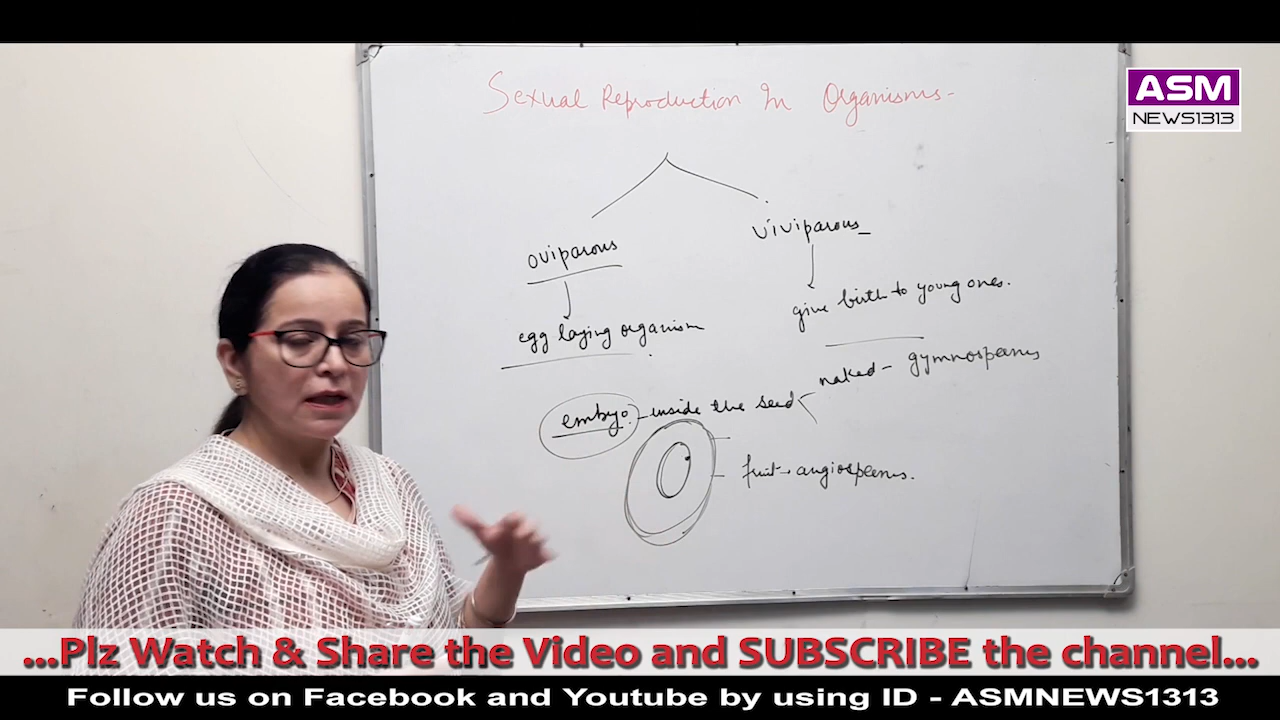 Sexual Reproduction In Organisms-
ASM
NEWS1313
oviparous
viviparous
egg laying organism
give birth to young ones.
naked - gymnosperms
embyo - inside the seed
fruit → angiosperms.
...Plz Watch & Share the Video and SUBSCRIBE the channel...
Follow us on Facebook and Youtube by using ID - ASMNEWS1313